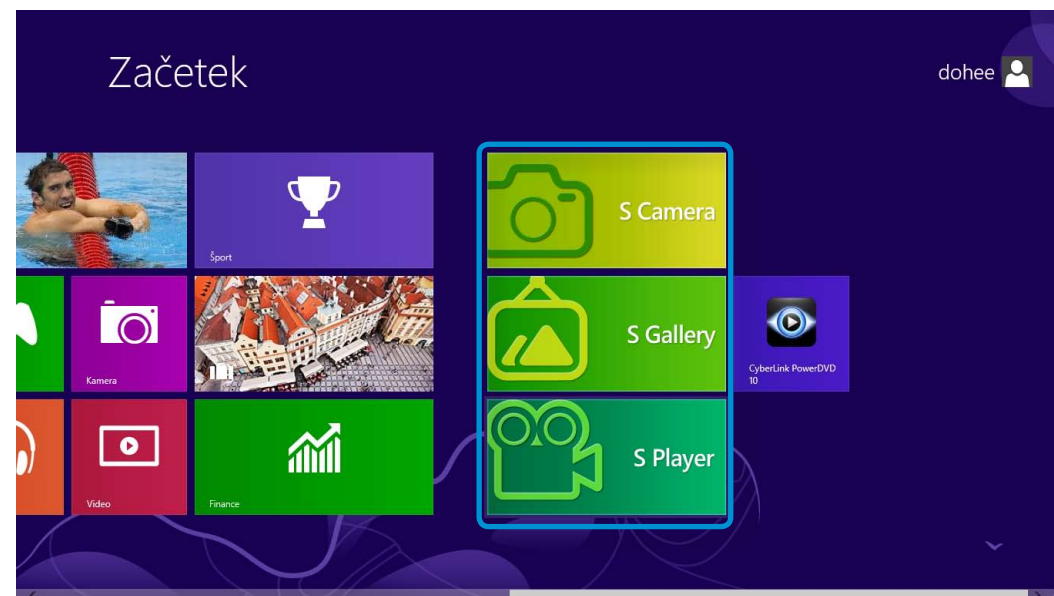 Začetek
dohee
Šport
S Camera
Kamera
S Gallery
CyberLink PowerDVD
10
Video
Finance
S Player